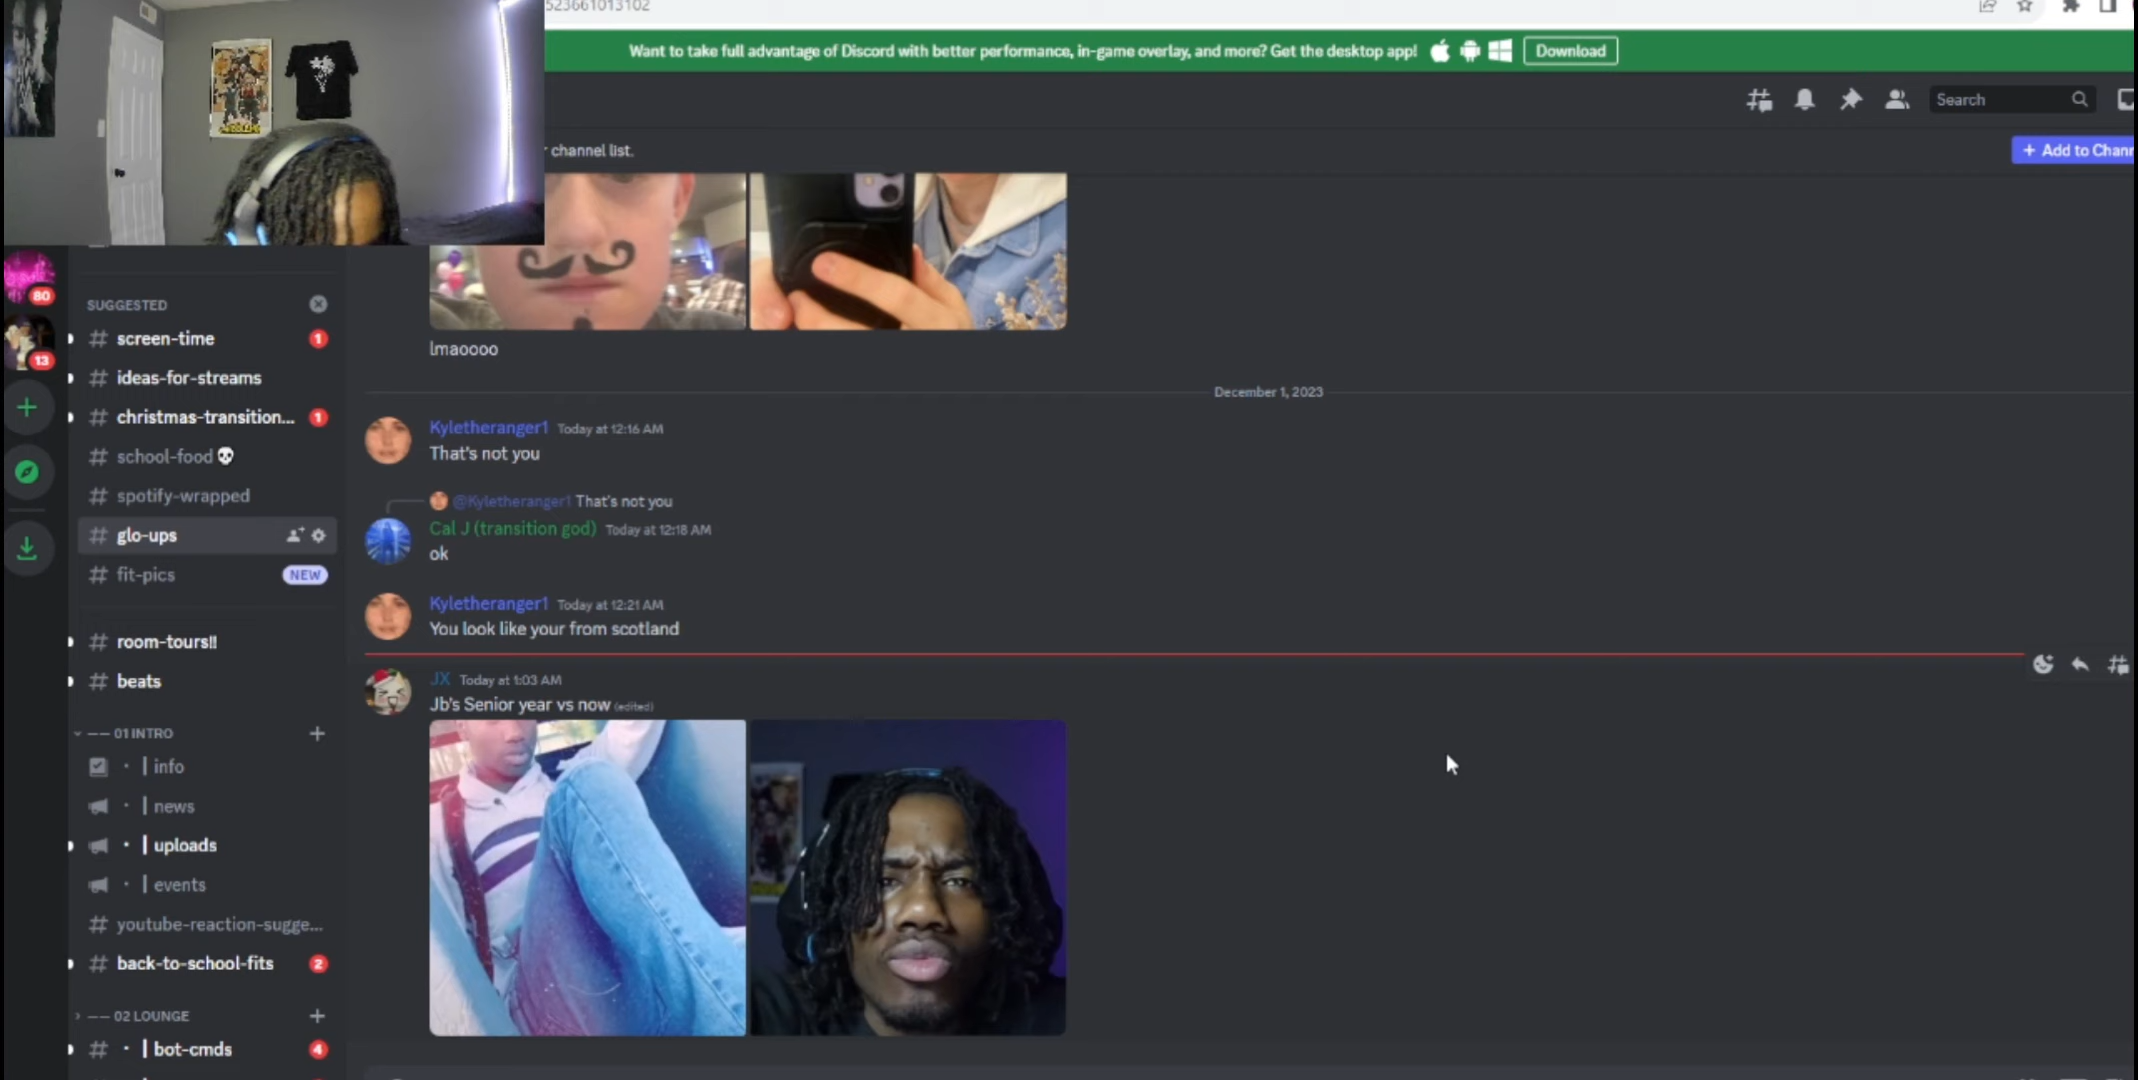 523661013102
Want to take full advantage of Discord with better performance, in-game overlay, and more? Get the desktop app! Download
Search
channel list.
+ Add to Chann
80
13
SUGGESTED
# screen-time 1
# ideas-for-streams
# christmas-transition... 1
# school-food💀
# spotify-wrapped
# glo-ups
# fit-pics NEW
# room-tours!!
# beats
—— 01 INTRO +
· | info
· | news
· | uploads
· | events
# youtube-reaction-sugge...
# back-to-school-fits 2
—— 02 LOUNGE +
# · | bot-cmds 4
lmaoooo
December 1, 2023
Kyletheranger1 Today at 12:16 AM
That's not you
@Kyletheranger1 That's not you
Cal J (transition god) Today at 12:18 AM
ok
Kyletheranger1 Today at 12:21 AM
You look like your from scotland
JX Today at 1:03 AM
Jb's Senior year vs now (edited)